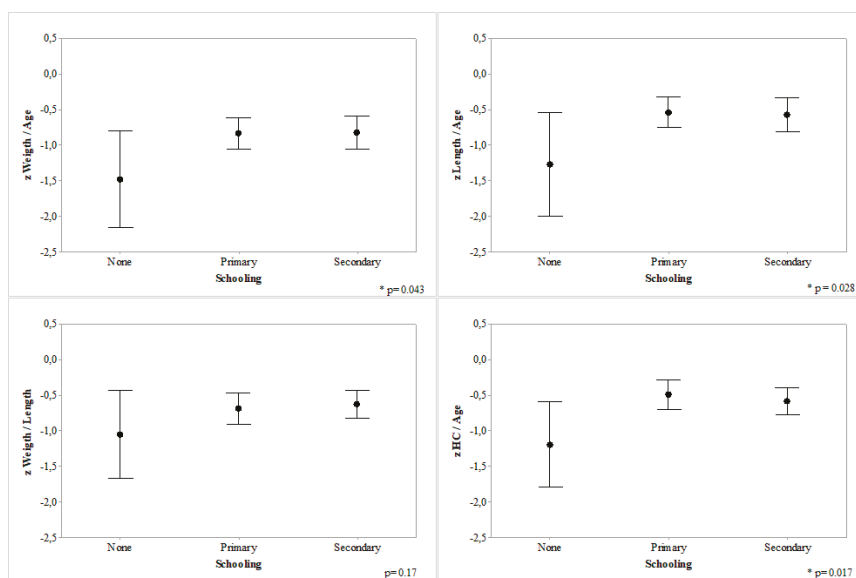 0,5
0,0
-0,5
-1,0
-1,5
-2,0
-2,5
z Weigth / Age
None Primary Secondary
Schooling
* p= 0.043
0,5
0,0
-0,5
-1,0
-1,5
-2,0
-2,5
z Length / Age
None Primary Secondary
Schooling
* p= 0.028
0,5
0,0
-0,5
-1,0
-1,5
-2,0
-2,5
z Weigth / Length
None Primary Secondary
Schooling
p= 0.17
0,5
0,0
-0,5
-1,0
-1,5
-2,0
-2,5
z HC / Age
None Primary Secondary
Schooling
* p= 0.017